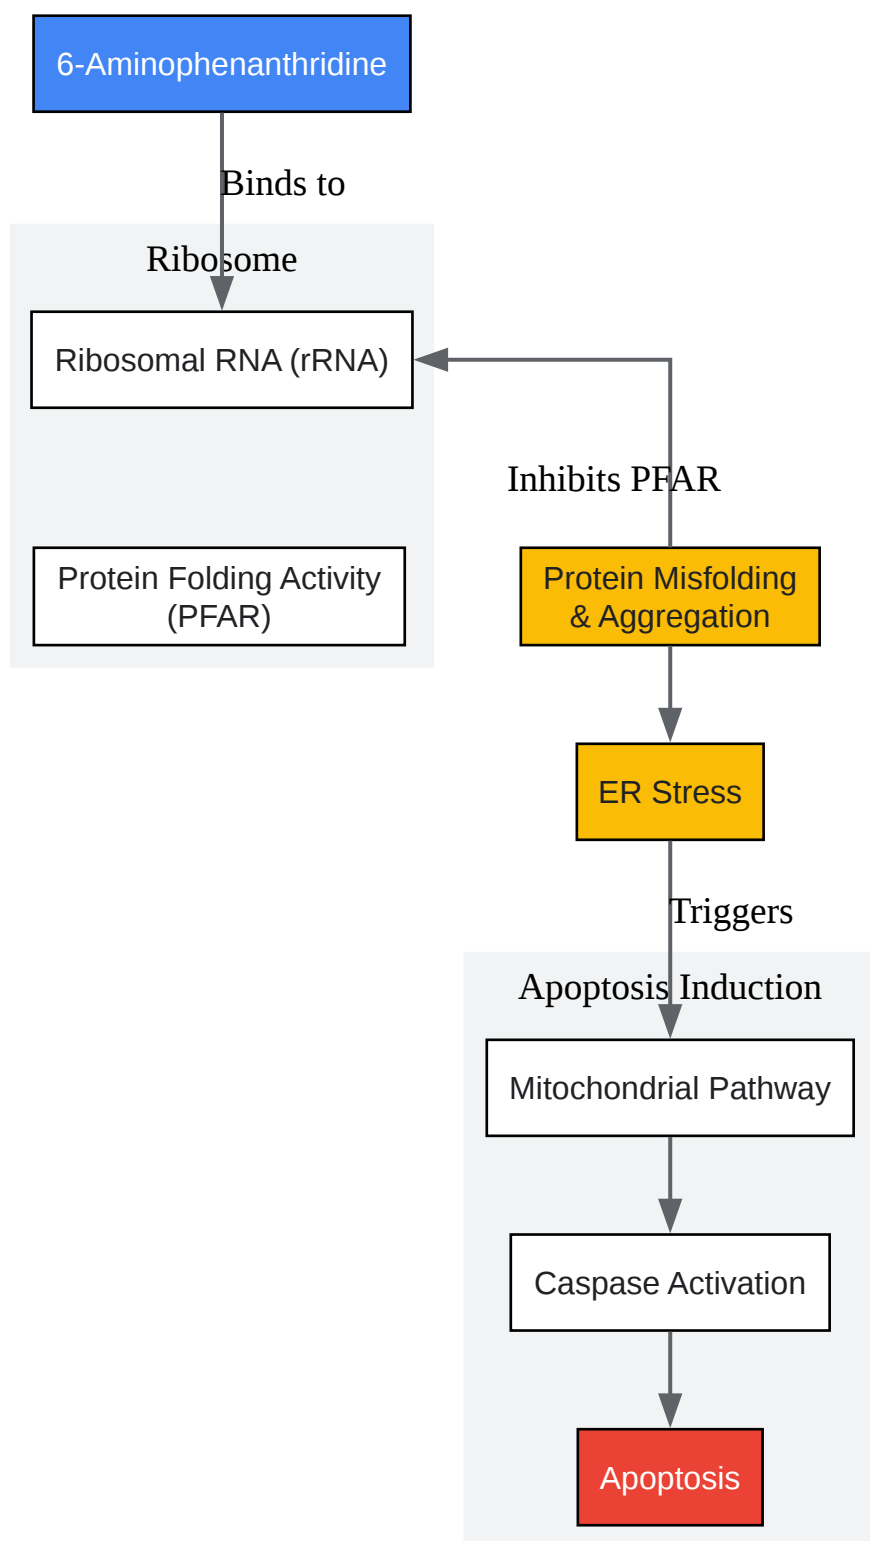 6-Aminophenanthridine
Binds to
Ribosome
Ribosomal RNA (rRNA)
Inhibits PFAR
Protein Folding Activity
(PFAR)
Protein Misfolding
& Aggregation
ER Stress
Triggers
Apoptosis Induction
Mitochondrial Pathway
Caspase Activation
Apoptosis